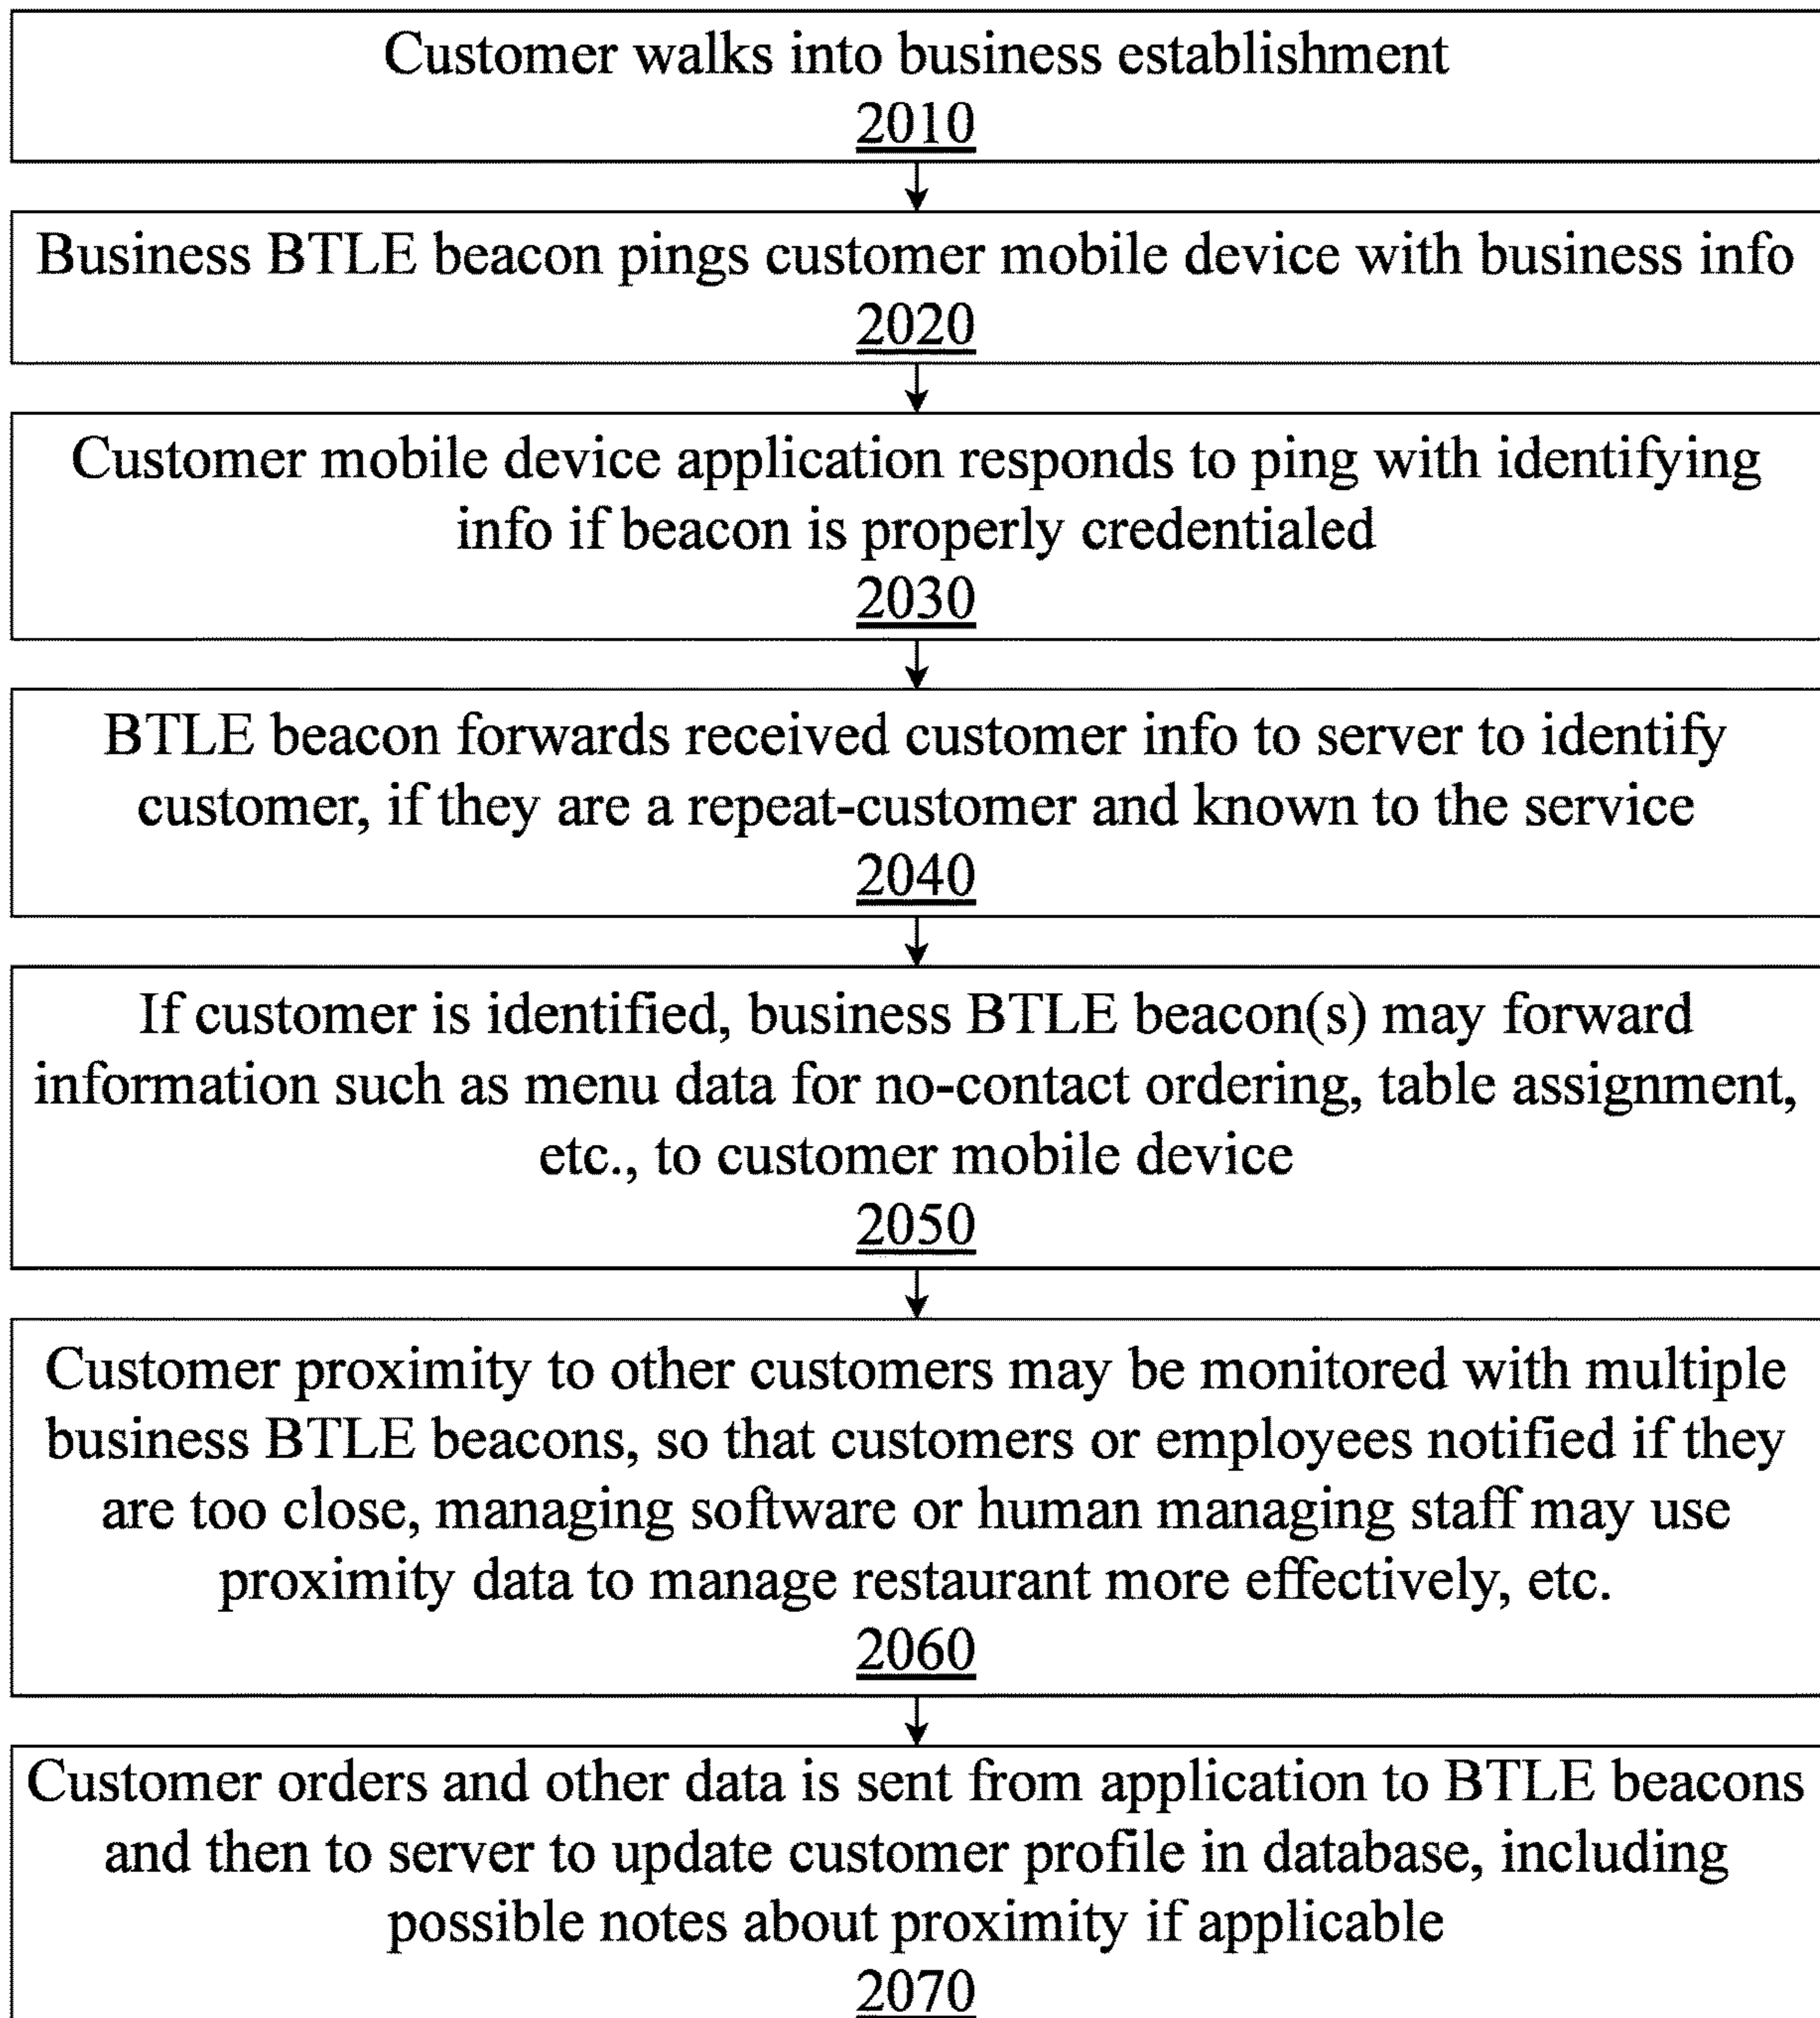 Customer walks into business establishment
2010
Business BTLE beacon pings customer mobile device with business info
2020
Customer mobile device application responds to ping with identifying
info if beacon is properly credentialed
2030
BTLE beacon forwards received customer info to server to identify
customer, if they are a repeat-customer and known to the service
2040
If customer is identified, business BTLE beacon(s) may forward
information such as menu data for no-contact ordering, table assignment,
etc., to customer mobile device
2050
Customer proximity to other customers may be monitored with multiple
business BTLE beacons, so that customers or employees notified if they
are too close, managing software or human managing staff may use
proximity data to manage restaurant more effectively, etc.
2060
Customer orders and other data is sent from application to BTLE beacons
and then to server to update customer profile in database, including
possible notes about proximity if applicable
2070